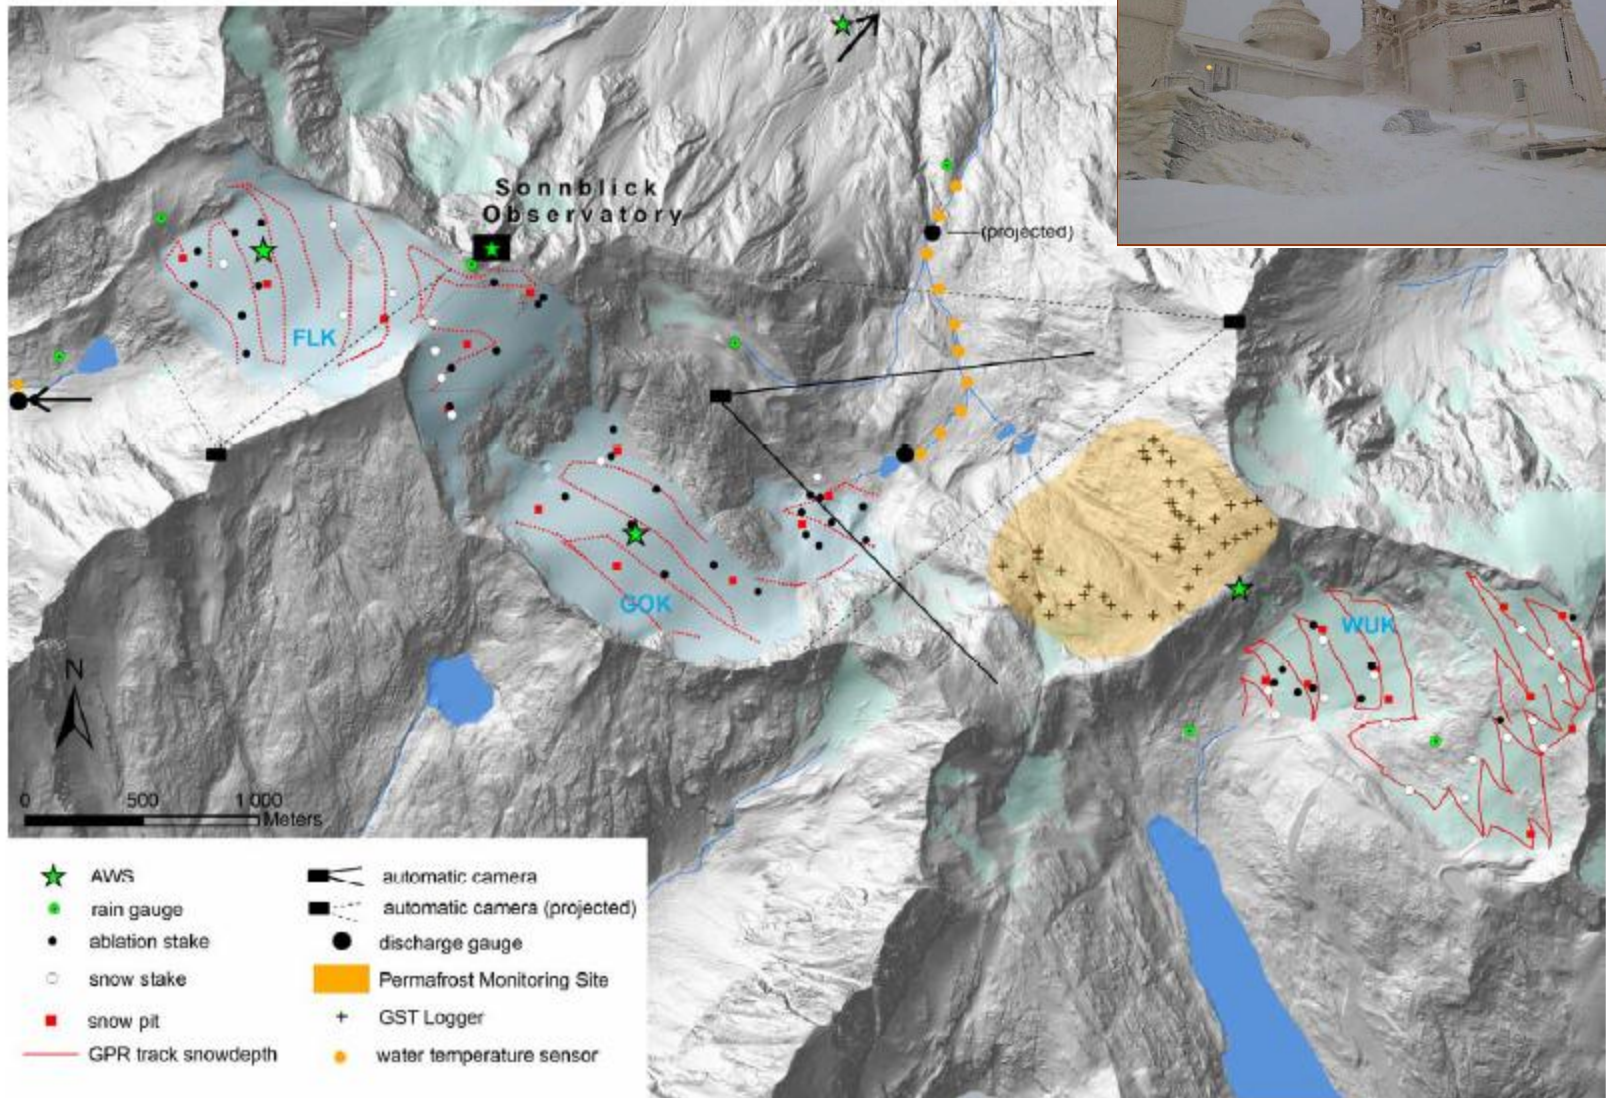 Sonnblick
Observatory
(projected)
FLK
GOK
WUK
N
0 500 1 000
Meters
AWS
rain gauge
ablation stake
snow stake
snow pit
GPR track snowdepth
automatic camera
automatic camera (projected)
discharge gauge
Permafrost Monitoring Site
GST Logger
water temperature sensor